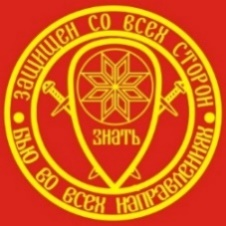 ЗАЩИЩЕН СО ВСЕХ СТОРОН
ЗНАТЬ
БЬЮ ВО ВСЕХ НАПРАВЛЕНИЯХ